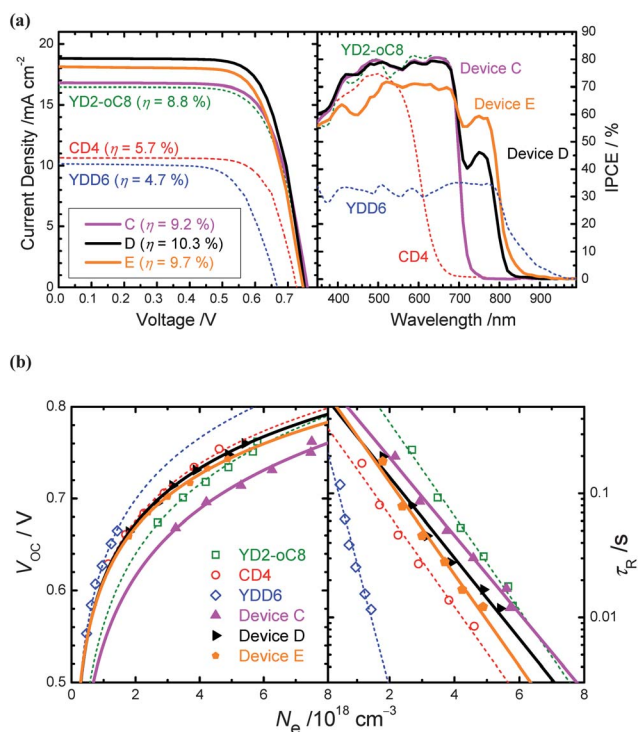 (a)
20
15
10
5
0
Current Density /mA cm⁻²
YD2-oC8 (η = 8.8 %)
CD4 (η = 5.7 %)
YDD6 (η = 4.7 %)
C (η = 9.2 %)
D (η = 10.3 %)
E (η = 9.7 %)
0.0 0.1 0.2 0.3 0.4 0.5 0.6 0.7
Voltage /V
YD2-oC8
Device C
Device E
Device D
YDD6
CD4
90
80
70
60
50
40
30
20
10
0
IPCE / %
400 500 600 700 800 900
Wavelength /nm
(b)
0.8
0.7
0.6
0.5
V_OC / V
YD2-oC8
CD4
YDD6
Device C
Device D
Device E
0.1
0.01
τ_R /s
0 2 4 6 8 2 4 6 8
N_e /10¹⁸ cm⁻³